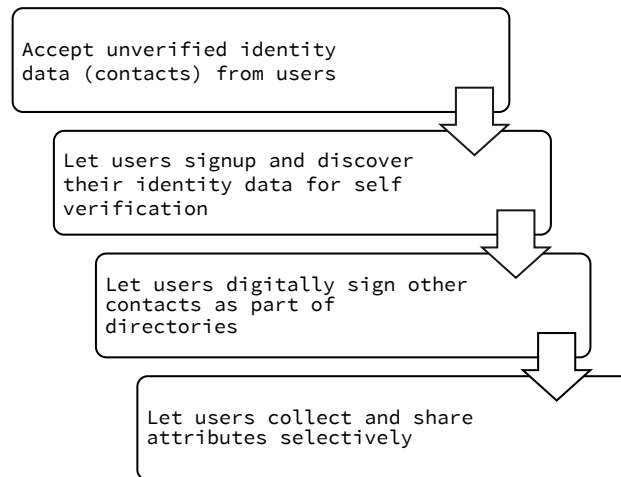 Accept unverified identity
data (contacts) from users
Let users signup and discover
their identity data for self
verification
Let users digitally sign other
contacts as part of
directories
Let users collect and share
attributes selectively